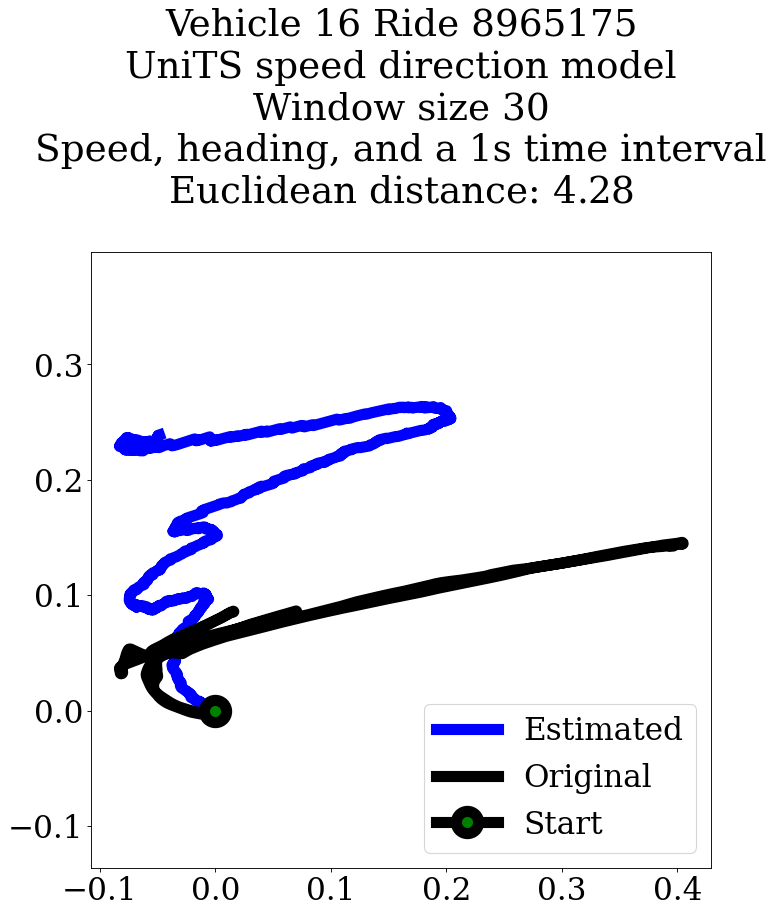 Vehicle 16 Ride 8965175
UniTS speed direction model
Window size 30
Speed, heading, and a 1s time interval
Euclidean distance: 4.28
0.3
0.2
0.1
0.0
−0.1
Estimated
Original
Start
−0.1 0.0 0.1 0.2 0.3 0.4